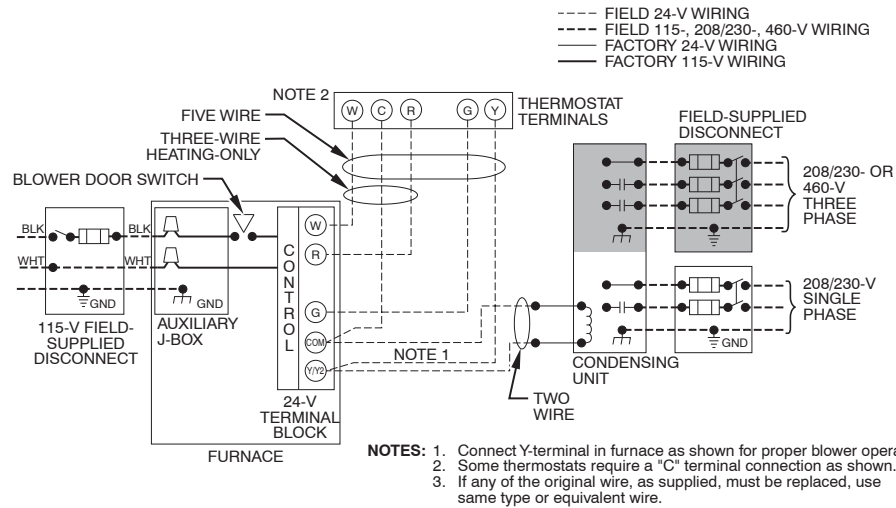 FIELD 24-V WIRING
FIELD 115-, 208/230-, 460-V WIRING
FACTORY 24-V WIRING
FACTORY 115-V WIRING
NOTE 2
W C R G Y
THERMOSTAT
TERMINALS
FIVE WIRE
THREE-WIRE
HEATING-ONLY
BLOWER DOOR SWITCH
FIELD-SUPPLIED
DISCONNECT
208/230- OR
460-V
THREE
PHASE
BLK
BLK
WHT
WHT
GND
GND
CONTROL
W
R
G
COM
Y/Y2
NOTE 1
208/230-V
SINGLE
PHASE
GND
115-V FIELD-
SUPPLIED
DISCONNECT
AUXILIARY
J-BOX
24-V
TERMINAL
BLOCK
FURNACE
TWO
WIRE
CONDENSING
UNIT
NOTES: 1. Connect Y-terminal in furnace as shown for proper blower opera
2. Some thermostats require a "C" terminal connection as shown.
3. If any of the original wire, as supplied, must be replaced, use
same type or equivalent wire.